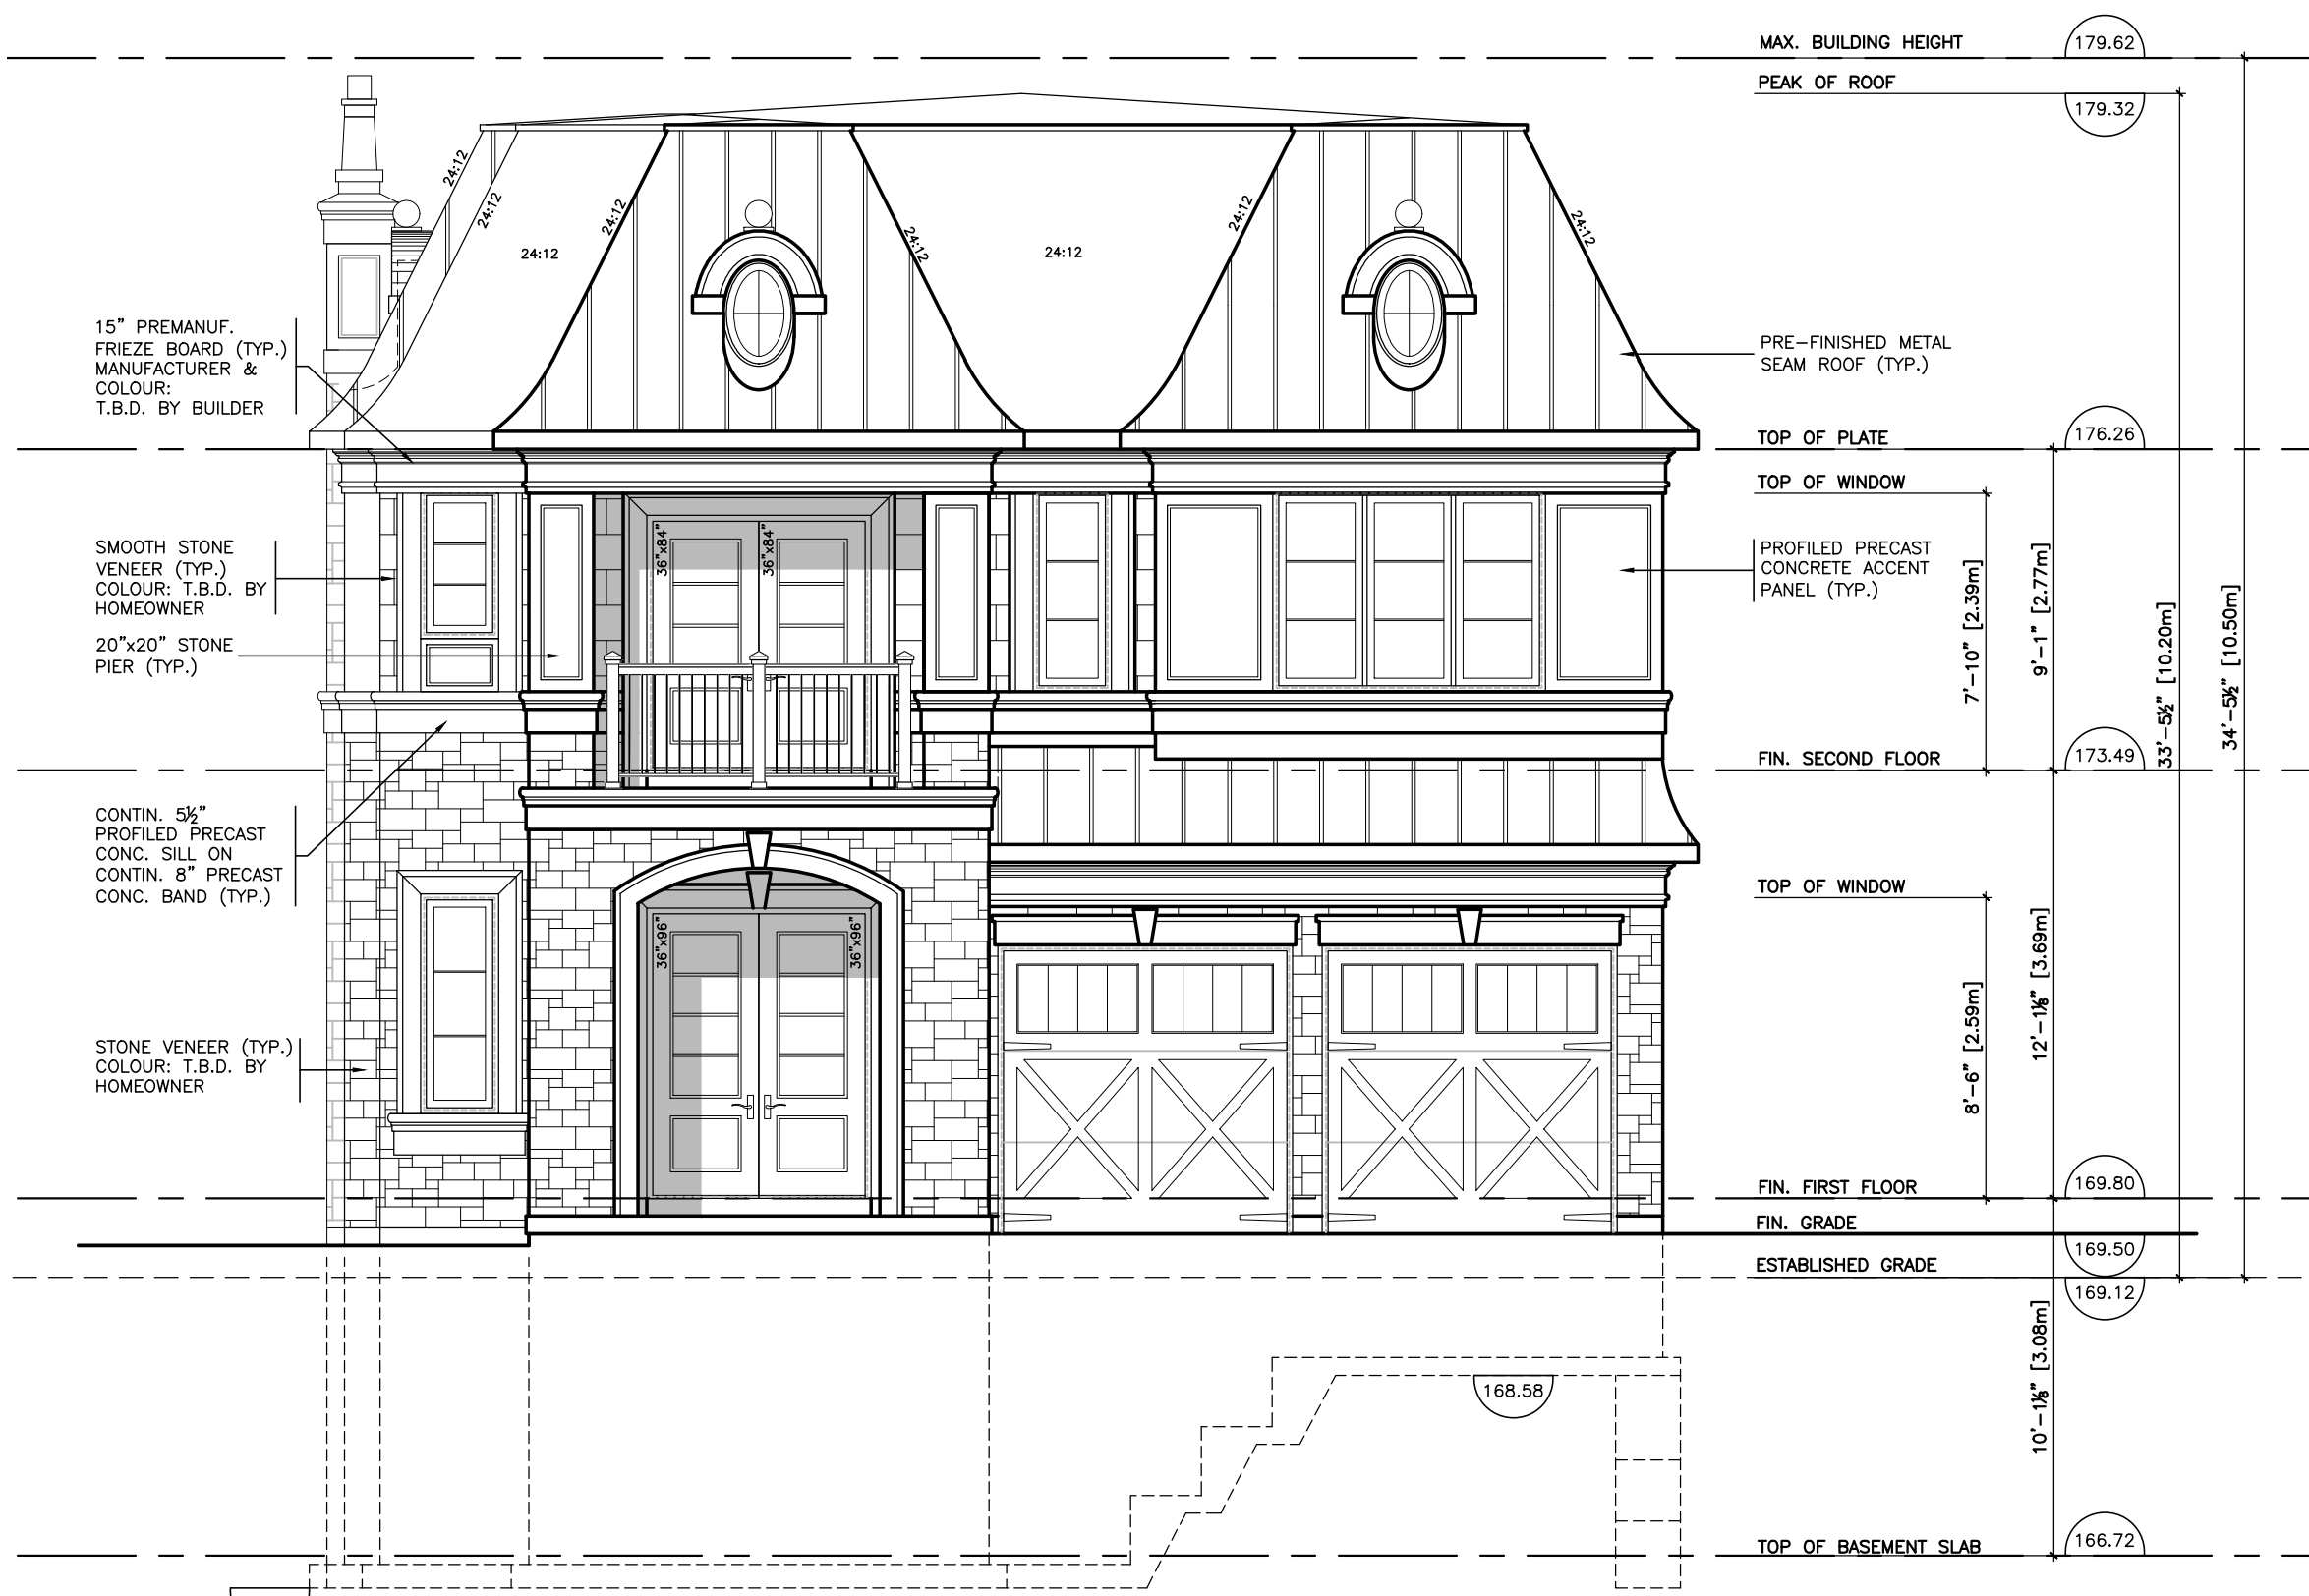 MAX. BUILDING HEIGHT
179.62
PEAK OF ROOF
179.32
24:12
24:12
24:12
24:12
24:12
24:12
24:12
24:12
15" PREMANUF.
FRIEZE BOARD (TYP.)
MANUFACTURER &
COLOUR:
T.B.D. BY BUILDER
PRE-FINISHED METAL
SEAM ROOF (TYP.)
TOP OF PLATE
176.26
TOP OF WINDOW
SMOOTH STONE
VENEER (TYP.)
COLOUR: T.B.D. BY
HOMEOWNER
36"x84"
36"x84"
PROFILED PRECAST
CONCRETE ACCENT
PANEL (TYP.)
7'-10" [2.39m]
9'-1" [2.77m]
33'-5½" [10.20m]
34'-5½" [10.50m]
20"x20" STONE
PIER (TYP.)
FIN. SECOND FLOOR
173.49
CONTIN. 5½"
PROFILED PRECAST
CONC. SILL ON
CONTIN. 8" PRECAST
CONC. BAND (TYP.)
TOP OF WINDOW
36"x96"
36"x96"
8'-6" [2.59m]
12'-1⅛" [3.69m]
STONE VENEER (TYP.)
COLOUR: T.B.D. BY
HOMEOWNER
FIN. FIRST FLOOR
169.80
FIN. GRADE
169.50
ESTABLISHED GRADE
169.12
10'-1⅛" [3.08m]
168.58
TOP OF BASEMENT SLAB
166.72